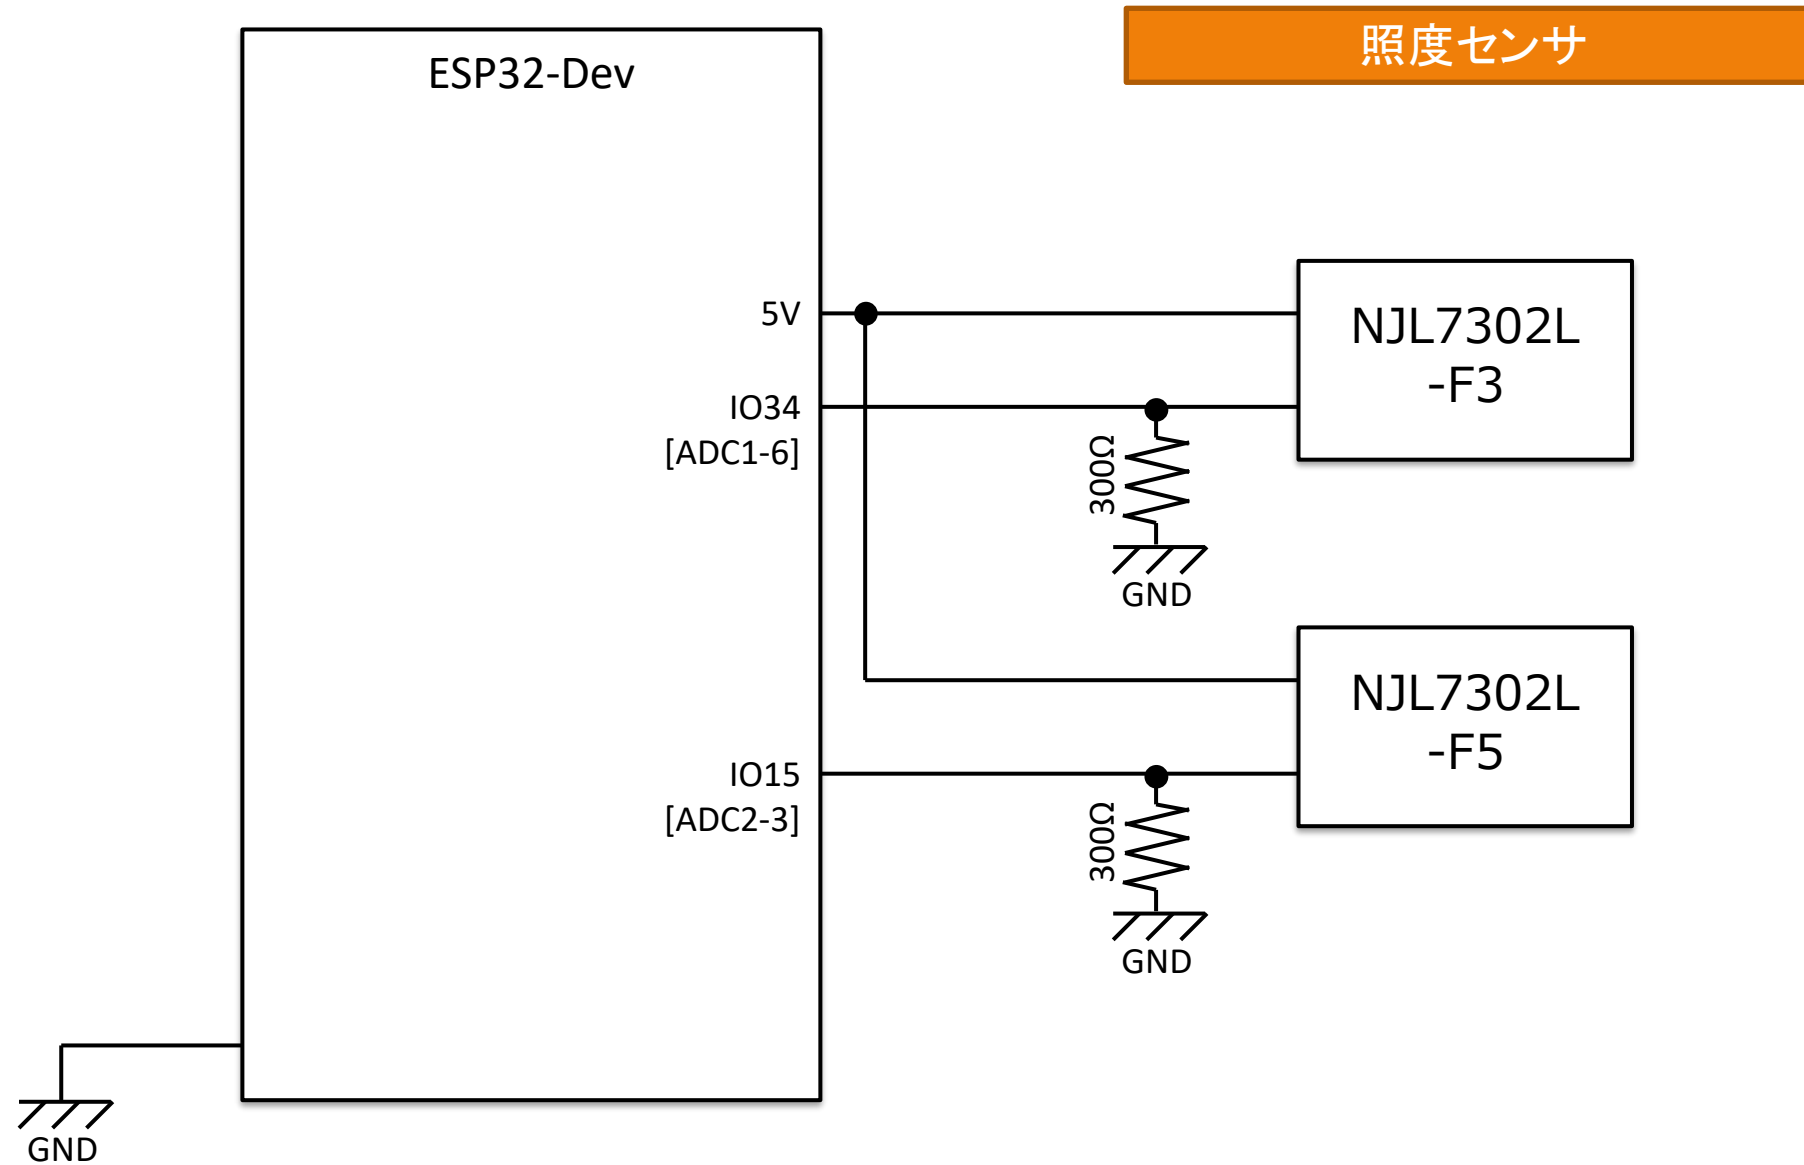 照度センサ
ESP32-Dev
5V
IO34
[ADC1-6]
300Ω
GND
NJL7302L
-F3
IO15
[ADC2-3]
300Ω
GND
NJL7302L
-F5
GND